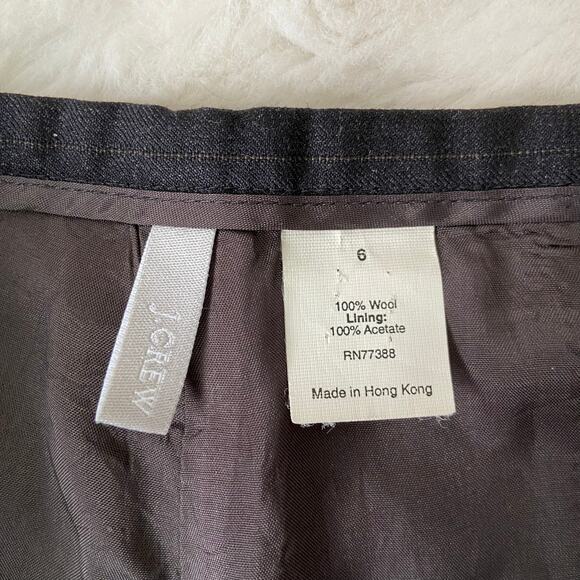 J.CREW
6
100% Wool
Lining:
100% Acetate
RN77388
Made in Hong Kong